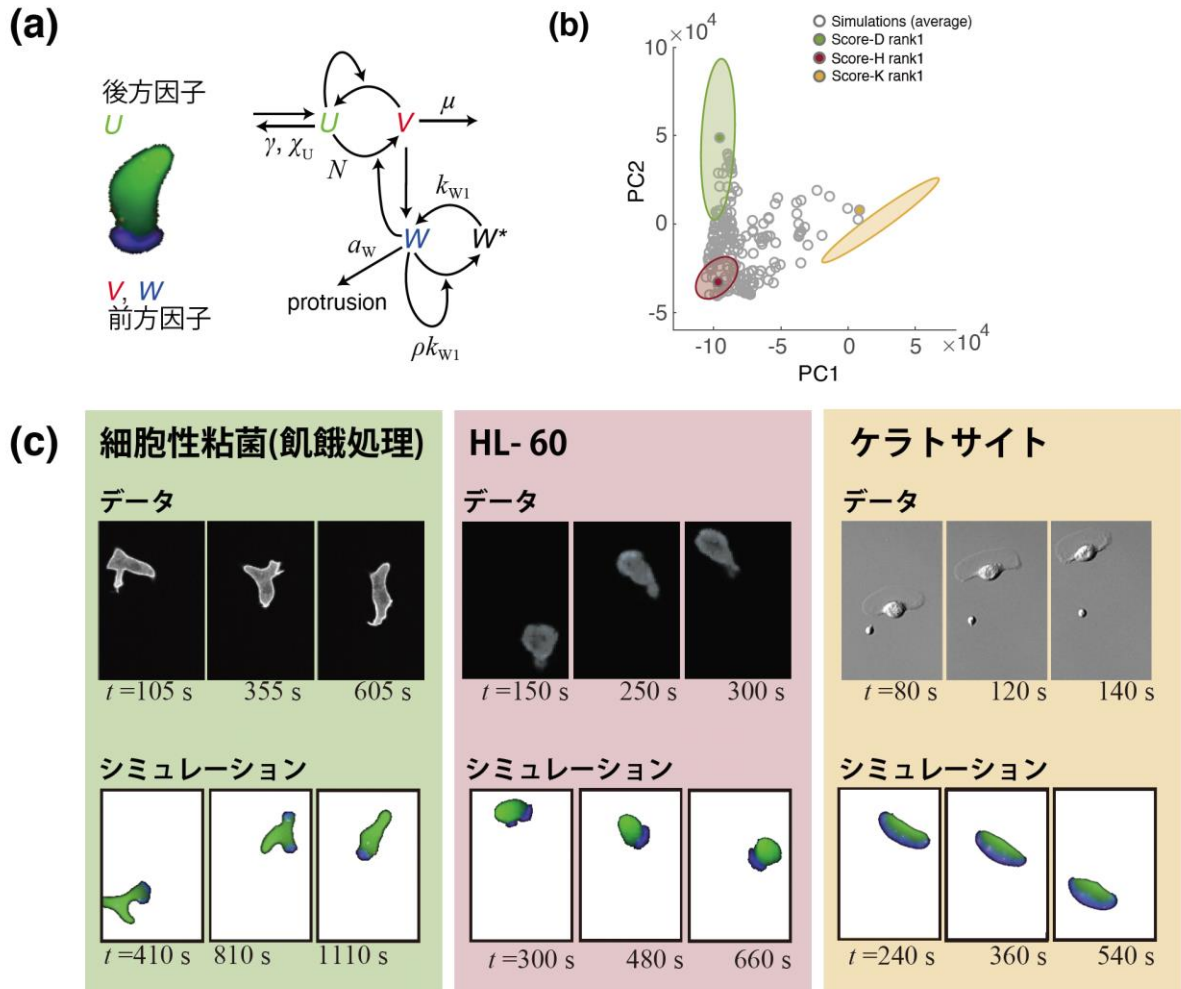 (a)
後方因子
U
V, W
前方因子
U
V
μ
γ, χU
N
kW1
W
W*
aW
protrusion
ρkW1
(b)
Simulations (average)
Score-D rank1
Score-H rank1
Score-K rank1
10 ×10⁴
5
0
-5
PC2
-10
-5
0
5 ×10⁴
PC1
(c)
細胞性粘菌(飢餓処理)
データ
t =105 s 355 s 605 s
シミュレーション
t =410 s 810 s 1110 s
HL- 60
データ
t =150 s 250 s 300 s
シミュレーション
t =300 s 480 s 660 s
ケラトサイト
データ
t =80 s 120 s 140 s
シミュレーション
t =240 s 360 s 540 s